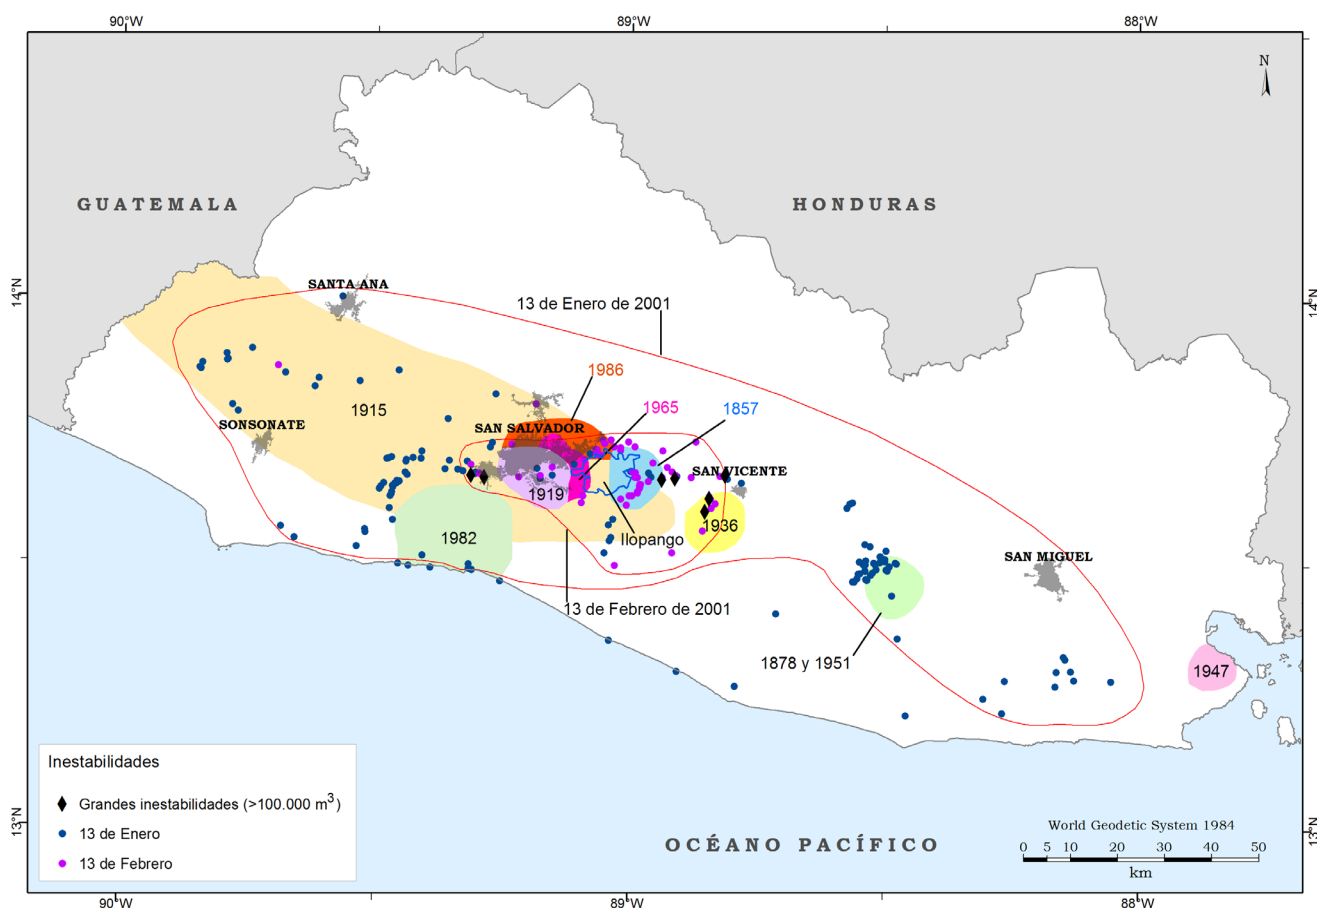 90°W
89°W
88°W
N
GUATEMALA
HONDURAS
14°N
14°N
SANTA ANA
13 de Enero de 2001
1986
1915
1965
1857
SONSONATE
SAN SALVADOR
SAN VICENTE
1919
1936
1982
Ilopango
SAN MIGUEL
13 de Febrero de 2001
1878 y 1951
1947
Inestabilidades
Grandes inestabilidades (>100.000 m³)
13 de Enero
13 de Febrero
13°N
13°N
OCÉANO PACÍFICO
World Geodetic System 1984
0 5 10 20 30 40 50
km
90°W
89°W
88°W